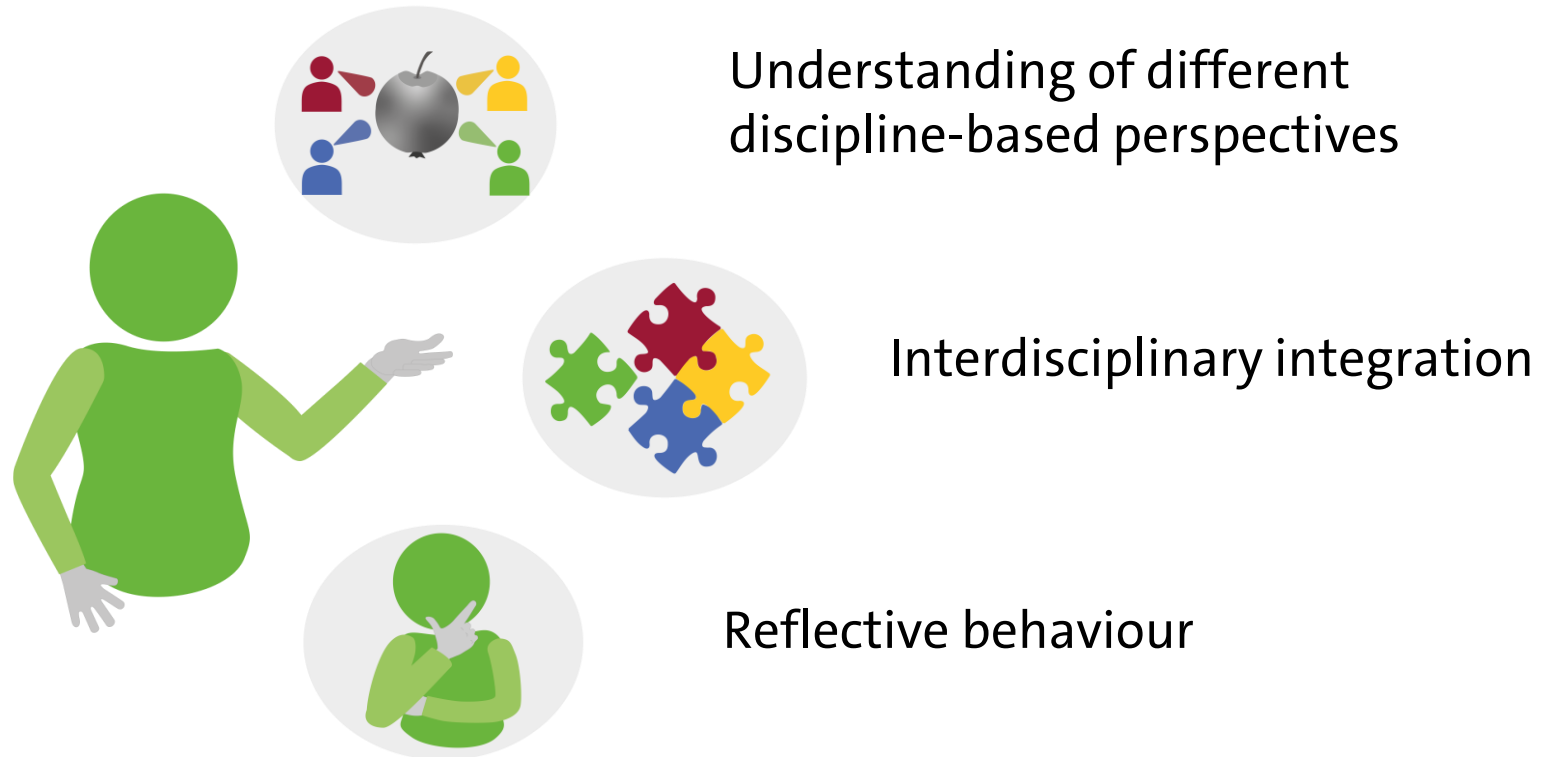 Understanding of different
discipline-based perspectives
Interdisciplinary integration
Reflective behaviour